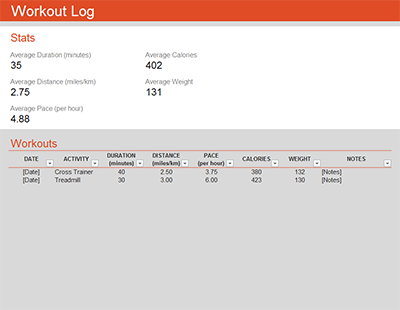 Workout Log
Stats
Average Duration (minutes) Average Calories
35 402
Average Distance (miles/km) Average Weight
2.75 131
Average Pace (per hour)
4.88
Workouts
DATE ACTIVITY DURATION (minutes) DISTANCE (miles/km) PACE (per hour) CALORIES WEIGHT NOTES
[Date] Cross Trainer 40 2.50 3.75 380 132 [Notes]
[Date] Treadmill 30 3.00 6.00 423 130 [Notes]